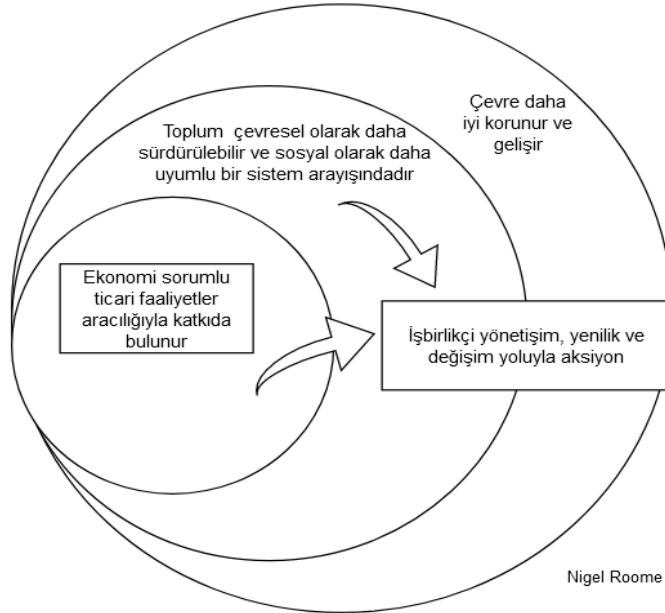 Çevre daha
iyi korunur ve
gelişir
Toplum çevresel olarak daha
sürdürülebilir ve sosyal olarak daha
uyumlu bir sistem arayışındadır
Ekonomi sorumlu
ticari faaliyetler
aracılığıyla katkıda
bulunur
İşbirlikçi yönetişim, yenilik ve
değişim yoluyla aksiyon
Nigel Roome